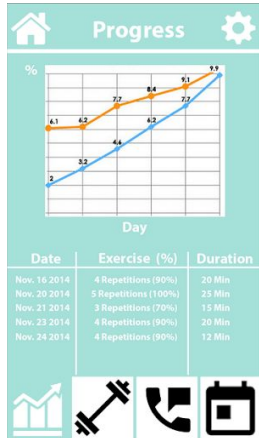 Progress
%
9.9
9.1
8.4
7.7
7.7
6.1
6.2
6.2
4.6
3.2
2
Day
Date Exercise (%) Duration
Nov. 16 2014 4 Repetitions (90%) 20 Min
Nov. 20 2014 5 Repetitions (100%) 25 Min
Nov. 21 2014 3 Repetitions (70%) 15 Min
Nov. 23 2014 4 Repetitions (90%) 20 Min
Nov. 24 2014 4 Repetitions (90%) 12 Min